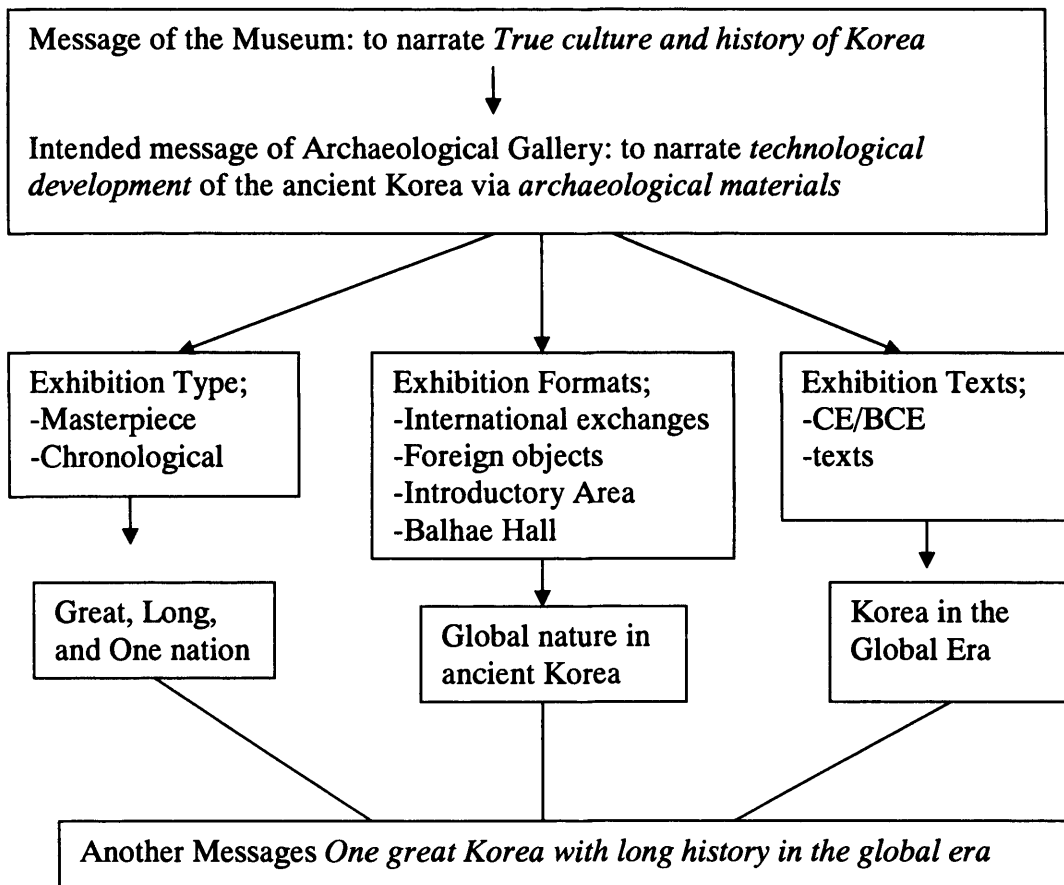 Message of the Museum: to narrate True culture and history of Korea
Intended message of Archaeological Gallery: to narrate technological
development of the ancient Korea via archaeological materials
Exhibition Type;
-Masterpiece
-Chronological
Exhibition Formats;
-International exchanges
-Foreign objects
-Introductory Area
-Balhae Hall
Exhibition Texts;
-CE/BCE
-texts
Great, Long,
and One nation
Global nature in
ancient Korea
Korea in the
Global Era
Another Messages One great Korea with long history in the global era